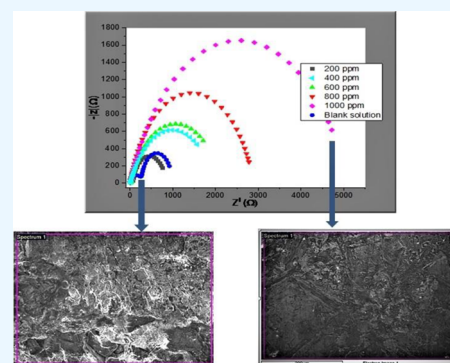 1800
1600
1400
1200
1000
800
600
400
200
0
0 1000 2000 3000 4000 5000
-|z(Ω)
Z¹ (Ω)
200 ppm
400 ppm
600 ppm
800 ppm
1000 ppm
Blank solution
Spectrum 1
Spectrum 1